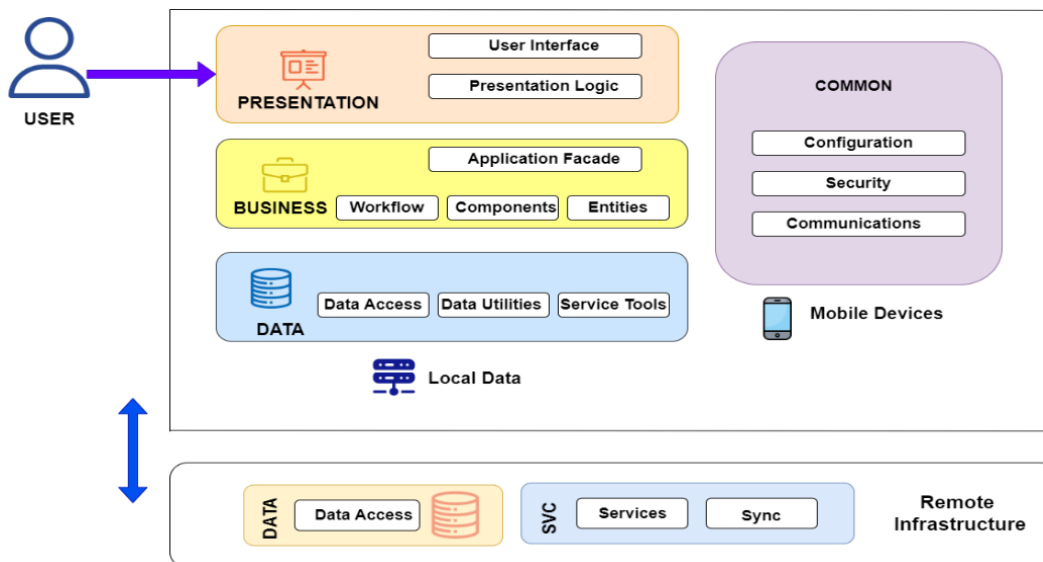 USER
PRESENTATION
User Interface
Presentation Logic
BUSINESS
Application Facade
Workflow
Components
Entities
DATA
Data Access
Data Utilities
Service Tools
Local Data
COMMON
Configuration
Security
Communications
Mobile Devices
DATA
Data Access
SVC
Services
Sync
Remote
Infrastructure